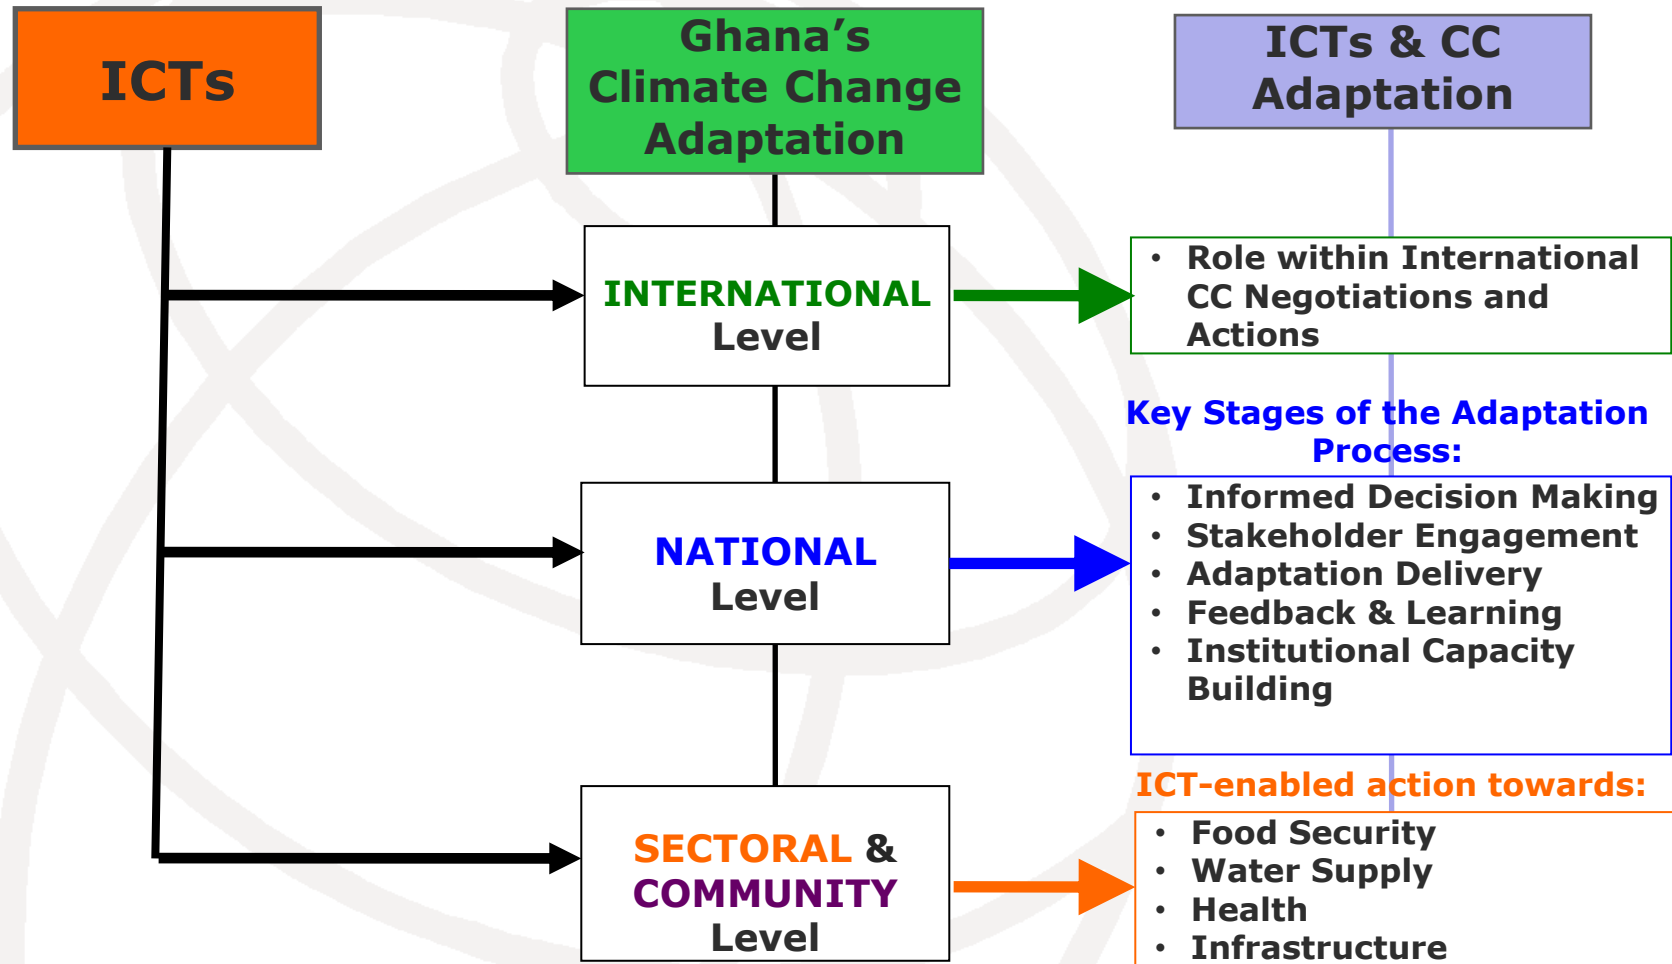 ICTs
Ghana’s
Climate Change
Adaptation
ICTs & CC
Adaptation
INTERNATIONAL
Level
• Role within International
CC Negotiations and
Actions
Key Stages of the Adaptation
Process:
NATIONAL
Level
• Informed Decision Making
• Stakeholder Engagement
• Adaptation Delivery
• Feedback & Learning
• Institutional Capacity
Building
ICT-enabled action towards:
SECTORAL &
COMMUNITY
Level
• Food Security
• Water Supply
• Health
• Infrastructure